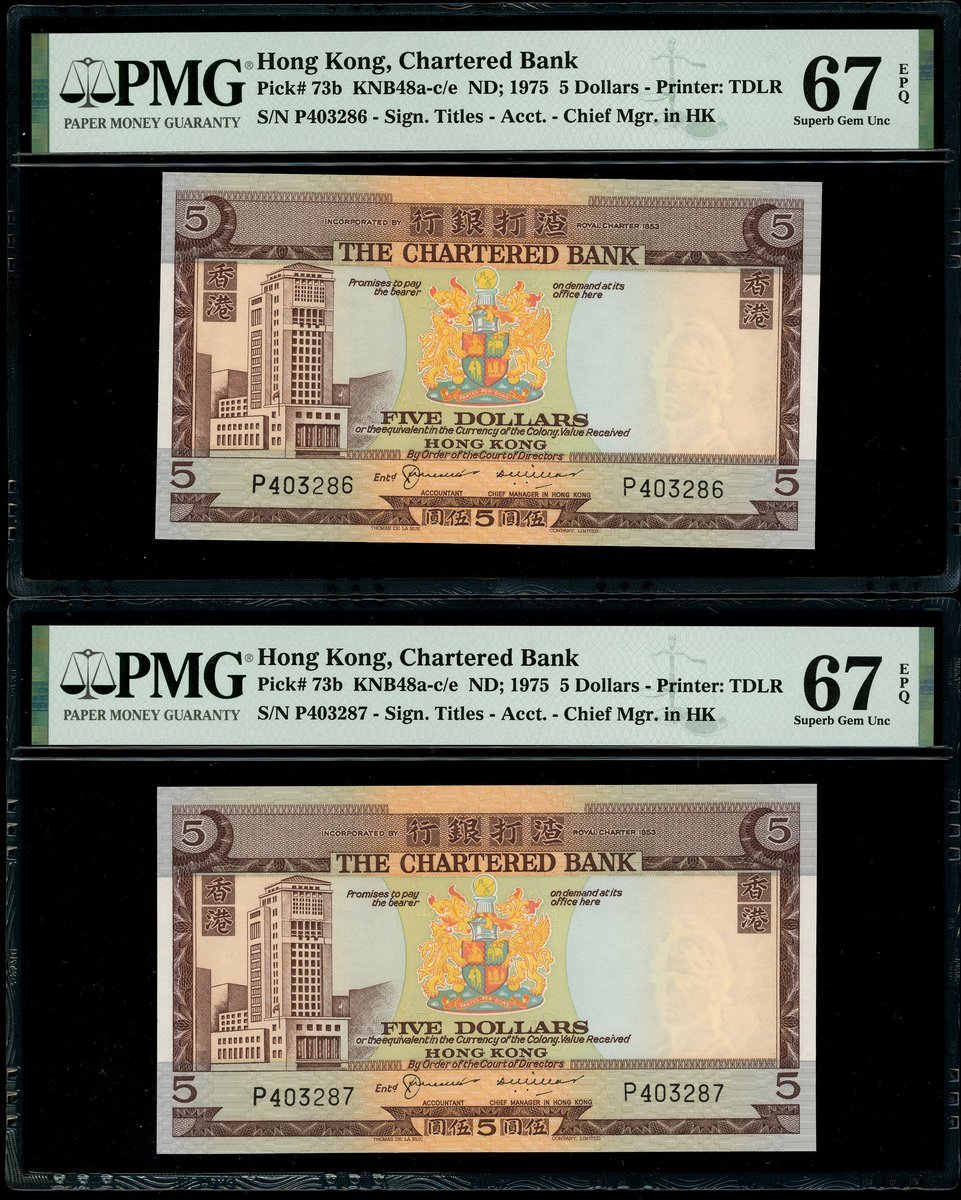 PMG®
PAPER MONEY GUARANTY
Hong Kong, Chartered Bank
Pick# 73b KNB48a-c/e ND; 1975 5 Dollars - Printer: TDLR
S/N P403286 - Sign. Titles - Acct. - Chief Mgr. in HK
67 EPQ
Superb Gem Unc
5 5
INCORPORATED BY 行銀打渣 ROYAL CHARTER 1853
THE CHARTERED BANK
香港 香港
Promises to pay the bearer on demand at its office here
FIVE DOLLARS
or the equivalent in the Currency of the Colony. Value Received
HONG KONG
By Order of the Court of Directors
5 5
P403286 Entd P403286
ACCOUNTANT CHIEF MANAGER IN HONG KONG
圓伍5圓伍
THOMAS DE LA RUE COMPANY, LIMITED.
PMG®
PAPER MONEY GUARANTY
Hong Kong, Chartered Bank
Pick# 73b KNB48a-c/e ND; 1975 5 Dollars - Printer: TDLR
S/N P403287 - Sign. Titles - Acct. - Chief Mgr. in HK
67 EPQ
Superb Gem Unc
5 5
INCORPORATED BY 行銀打渣 ROYAL CHARTER 1853
THE CHARTERED BANK
香港 香港
Promises to pay the bearer on demand at its office here
FIVE DOLLARS
or the equivalent in the Currency of the Colony. Value Received
HONG KONG
By Order of the Court of Directors
5 5
P403287 Entd P403287
ACCOUNTANT CHIEF MANAGER IN HONG KONG
圓伍5圓伍
THOMAS DE LA RUE COMPANY, LIMITED.